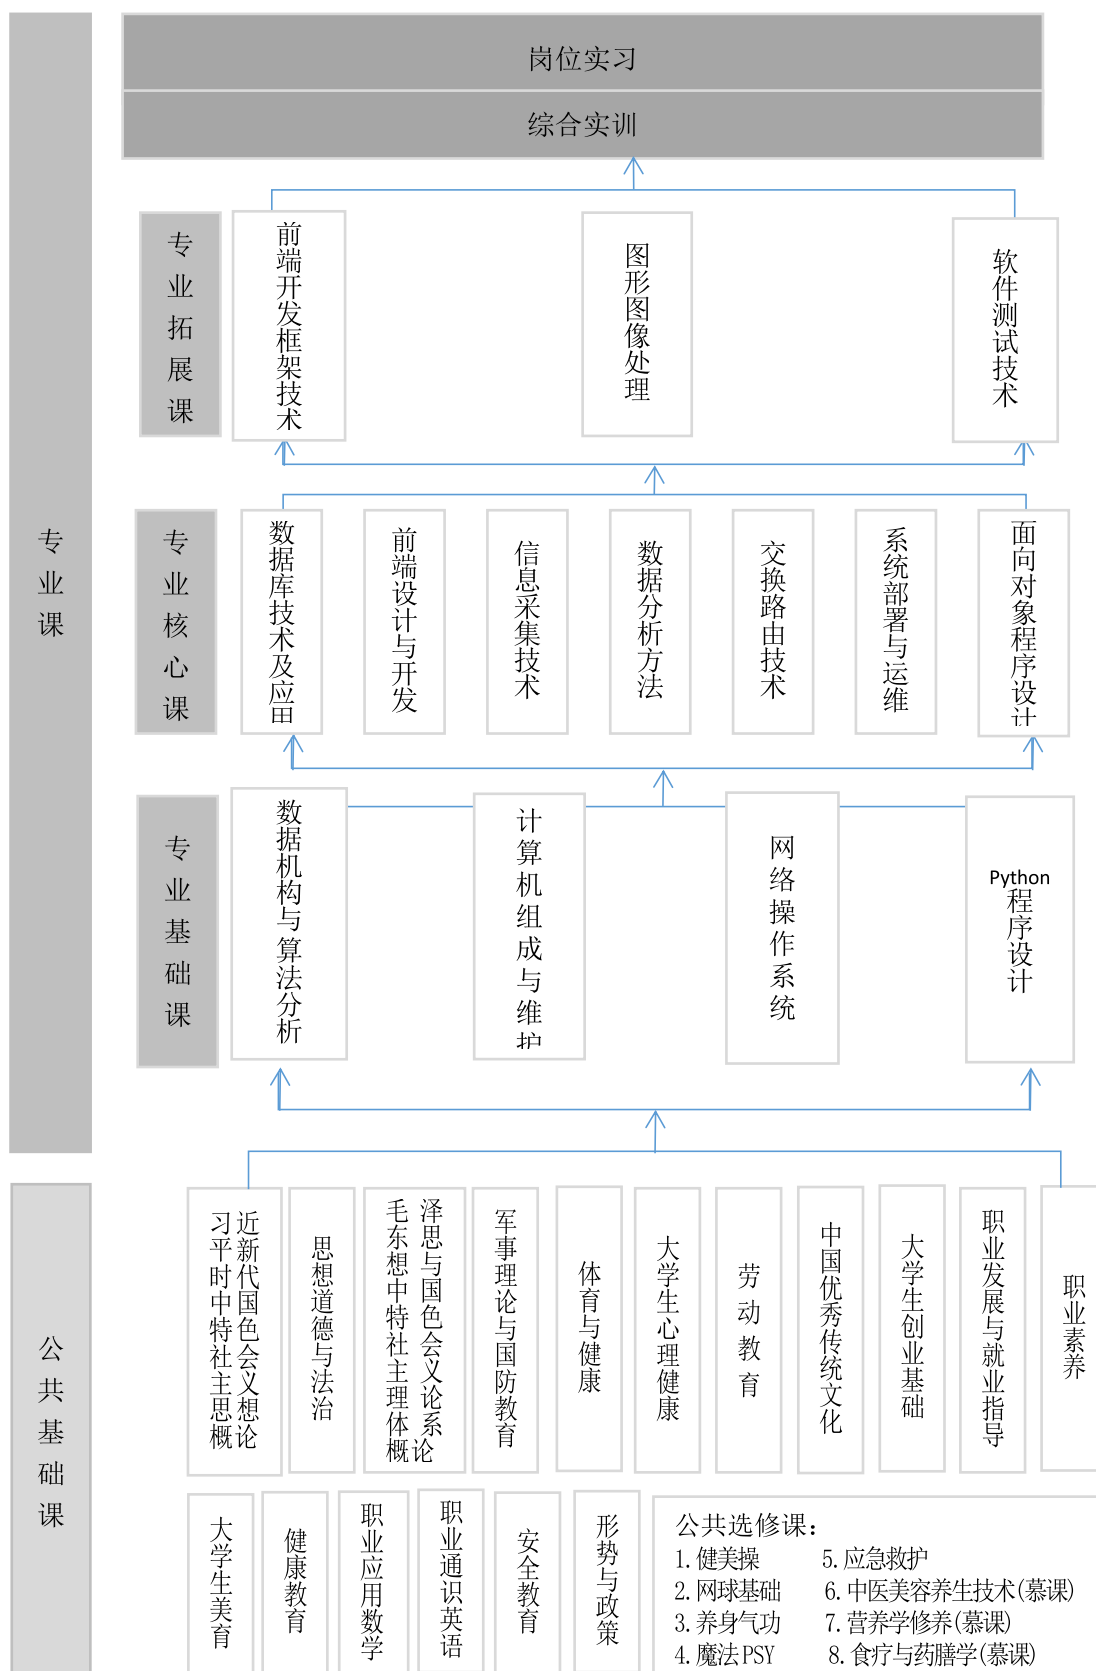 岗位实习
综合实训
专业课
专业拓展课
前端开发框架技术
图形图像处理
软件测试技术
专业核心课
数据库技术及应用
前端设计与开发
信息采集技术
数据分析方法
交换路由技术
系统部署与运维
面向对象程序设计
专业基础课
数据机构与算法分析
计算机组成与维护
网络操作系统
Python
程序设计
公共基础课
习近
平新
时代
中国
特色
社会
主义
思想
概论
思想道德与法治
毛泽
东思
想与
中国
特色
社会
主义
理论
体系
概论
军事理论与国防教育
体育与健康
大学生心理健康
劳动教育
中国优秀传统文化
大学生创业基础
职业发展与就业指导
职业素养
大学生美育
健康教育
职业应用数学
职业通识英语
安全教育
形势与政策
公共选修课：
1. 健美操 5. 应急救护
2. 网球基础 6. 中医美容养生技术(慕课)
3. 养身气功 7. 营养学修养(慕课)
4. 魔法 PSY 8. 食疗与药膳学(慕课)